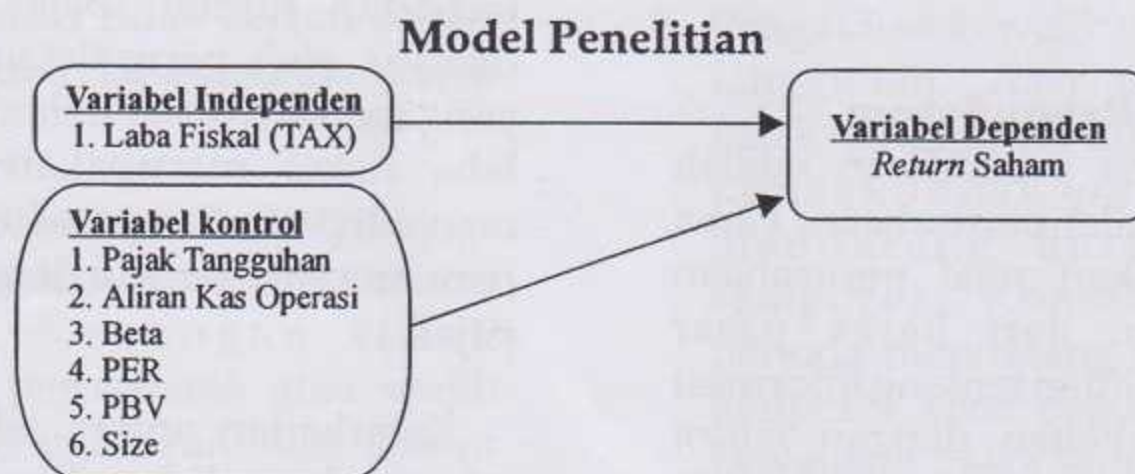 Model Penelitian
Variabel Independen
1. Laba Fiskal (TAX)
Variabel Dependen
Return Saham
Variabel kontrol
1. Pajak Tangguhan
2. Aliran Kas Operasi
3. Beta
4. PER
5. PBV
6. Size